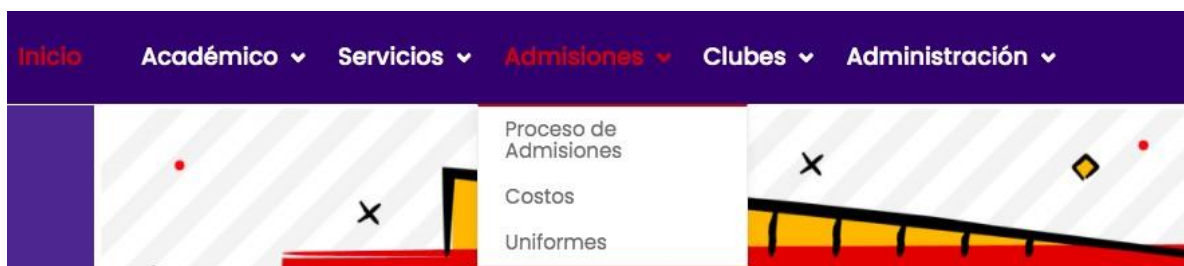 Inicio Académico Servicios Admisiones Clubes Administración
Proceso de
Admisiones
Costos
Uniformes